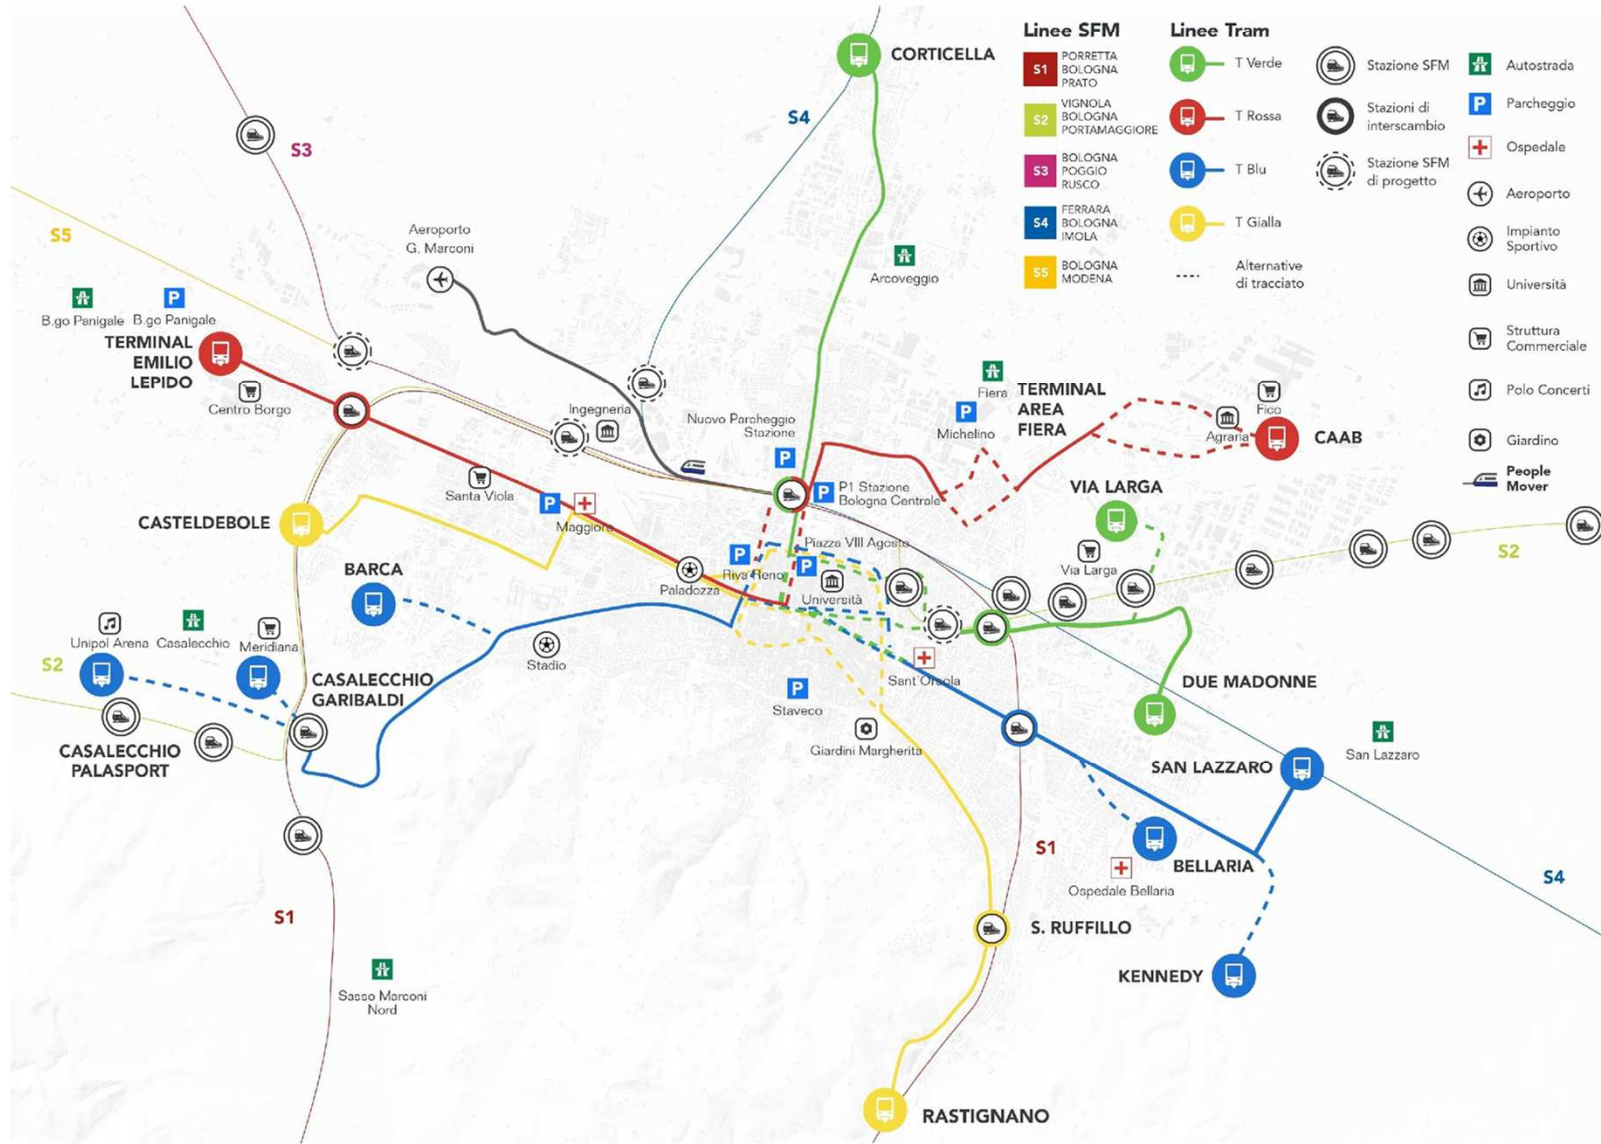 Linee SFM
S1
PORRETTA
BOLOGNA
PRATO
S2
VIGNOLA
BOLOGNA
PORTAMAGGIORE
S3
BOLOGNA
POGGIO
RUSCO
S4
FERRARA
BOLOGNA
IMOLA
S5
BOLOGNA
MODENA
Linee Tram
T Verde
T Rossa
T Blu
T Gialla
Alternative
di tracciato
Stazione SFM
Stazioni di
interscambio
Stazione SFM
di progetto
Autostrada
P
Parcheggio
Ospedale
Aeroporto
Impianto
Sportivo
Università
Struttura
Commerciale
Polo Concerti
Giardino
People
Mover
CORTICELLA
S4
S3
S5
Aeroporto
G. Marconi
Arcoveggio
P
B.go Panigale
B.go Panigale
TERMINAL
EMILIO
LEPIDO
Centro Borgo
Ingegneria
Nuovo Parcheggio
Stazione
P
Fiera
P
Michelino
TERMINAL
AREA
FIERA
Fico
Agraria
CAAB
Santa Viola
P
Maggiore
P
P1 Stazione
Bologna Centrale
VIA LARGA
CASTELDEBOLE
Piazza VIII Agosto
P
P
Riva Reno
Via Larga
S2
BARCA
Paladozza
Università
Unipol Arena
Casalecchio
Meridiana
S2
CASALECCHIO
GARIBALDI
Stadio
Sant'Orsola
DUE MADONNE
P
Staveco
CASALECCHIO
PALASPORT
Giardini Margherita
SAN LAZZARO
San Lazzaro
S1
BELLARIA
Ospedale Bellaria
S4
S1
S. RUFFILLO
KENNEDY
Sasso Marconi
Nord
RASTIGNANO